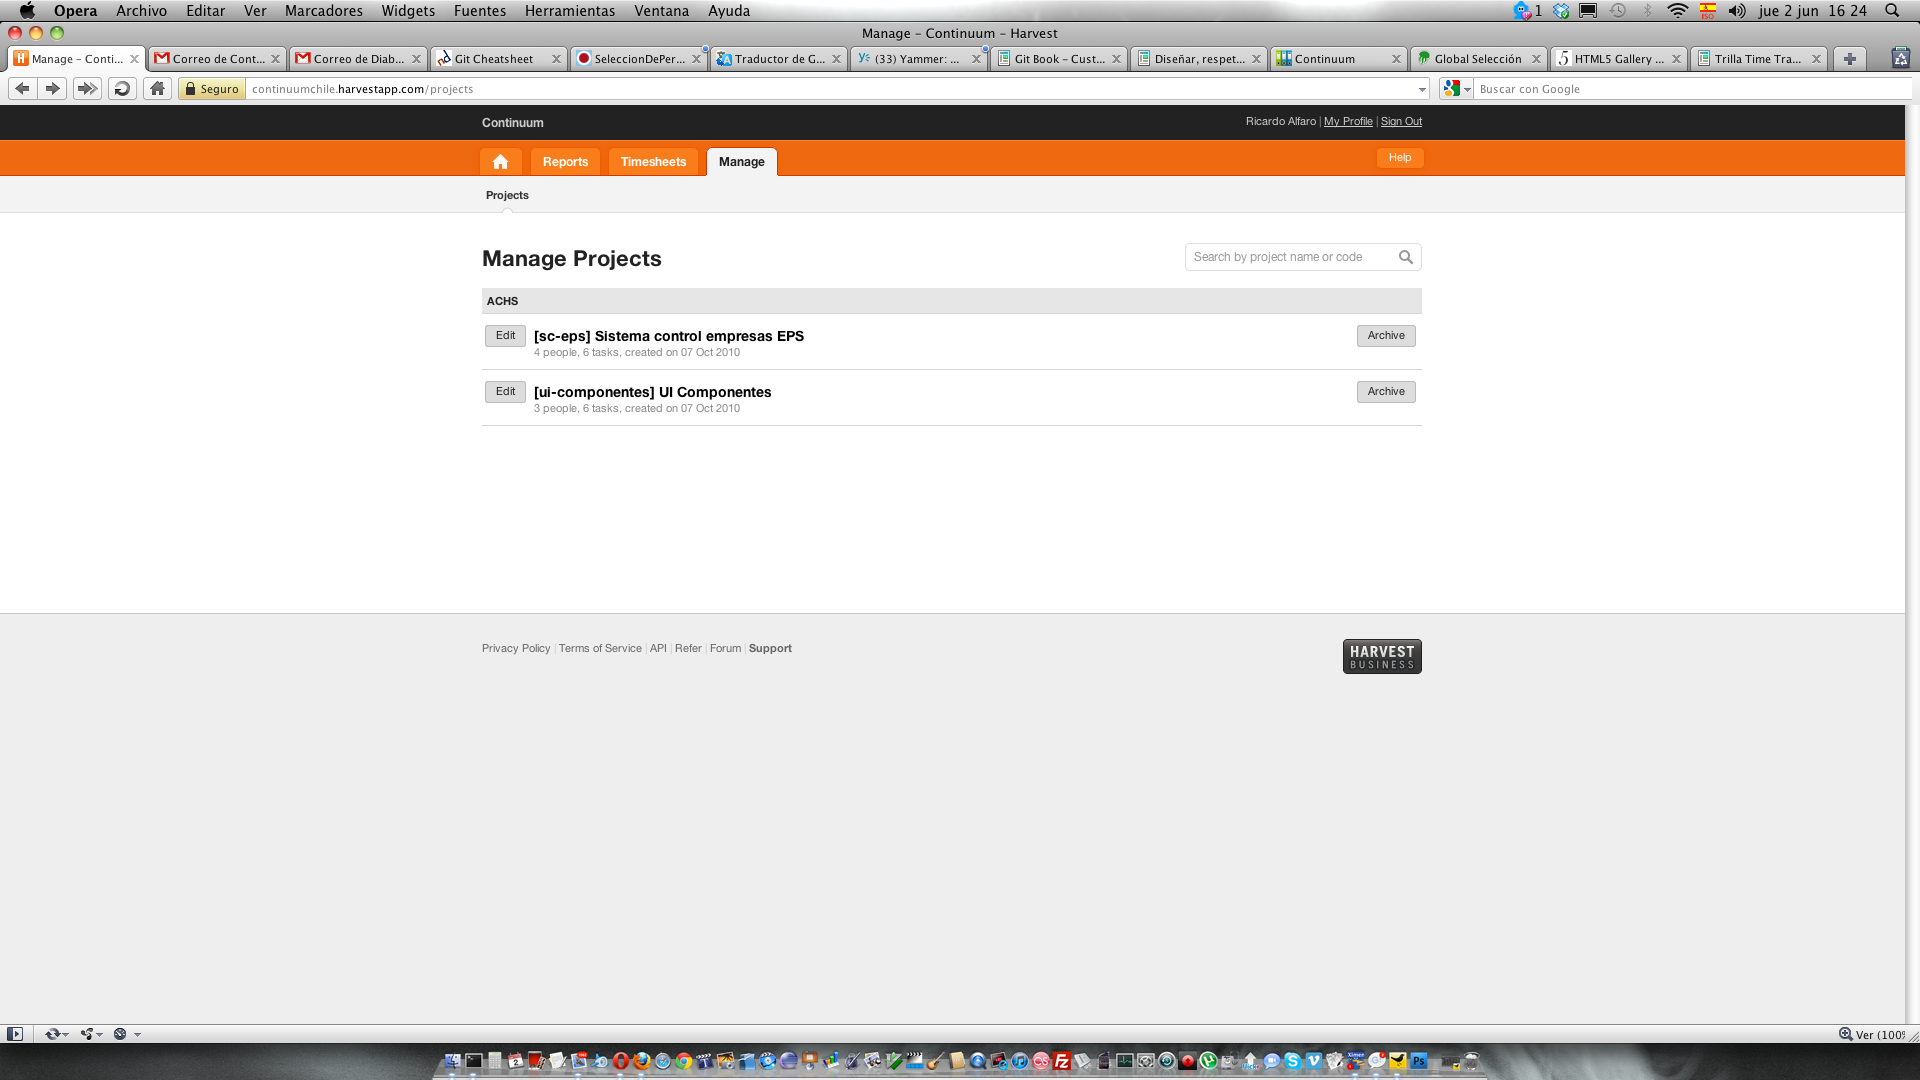 Opera Archivo Editar Ver Marcadores Widgets Fuentes Herramientas Ventana Ayuda 1 ISO jue 2 jun 16 24
Manage – Continuum – Harvest
Manage – Conti... Correo de Cont... Correo de Diab... Git Cheatsheet SeleccionDePer... Traductor de G... (33) Yammer: ... Git Book – Cust... Diseñar, respet... Continuum Global Selección HTML5 Gallery ... Trilla Time Tra...
Seguro continuumchile.harvestapp.com/projects Buscar con Google
Continuum Ricardo Alfaro | My Profile | Sign Out
Reports Timesheets Manage Help
Projects
Manage Projects Search by project name or code
ACHS
Edit [sc-eps] Sistema control empresas EPS Archive
4 people, 6 tasks, created on 07 Oct 2010
Edit [ui-componentes] UI Componentes Archive
3 people, 6 tasks, created on 07 Oct 2010
Privacy Policy | Terms of Service | API | Refer | Forum | Support
HARVEST
BUSINESS
Ver (100%